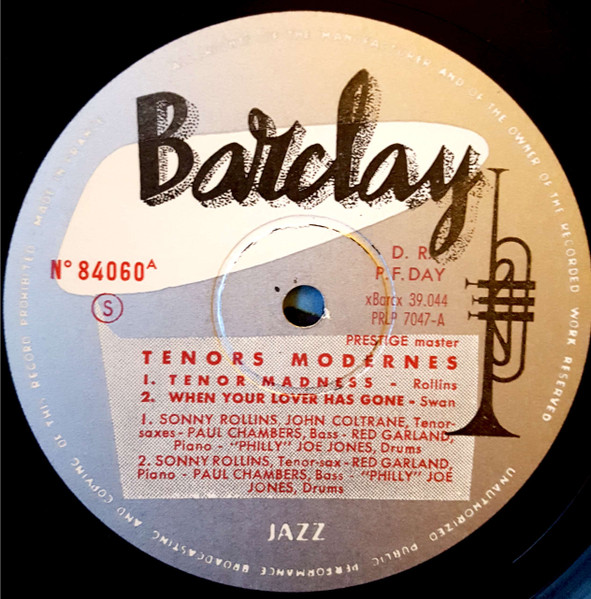 Barclay
N° 84060 A
S
D. R.
P. F. DAY
xBarcx 39.044
PRLP 7047-A
PRESTIGE master
TENORS MODERNES
1. TENOR MADNESS - Rollins
2. WHEN YOUR LOVER HAS GONE - Swan
1. SONNY ROLLINS, JOHN COLTRANE, Tenor-
saxes - PAUL CHAMBERS, Bass - RED GARLAND,
Piano - "PHILLY" JOE JONES, Drums
2. SONNY ROLLINS, Tenor-sax - RED GARLAND,
Piano - PAUL CHAMBERS, Bass - "PHILLY" JOE
JONES, Drums
JAZZ
OF THE MANUFACTURER AND OF THE OWNER OF THE RECORDED WORK RESERVED
UNAUTHORIZED PUBLIC PERFORMANCE BROADCASTING AND COPYING OF THIS RECORD PROHIBITED. MADE IN FRANCE